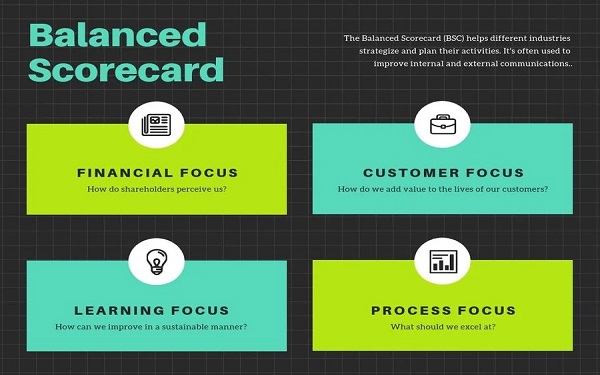 Balanced
Scorecard
The Balanced Scorecard (BSC) helps different industries
strategize and plan their activities. It's often used to
improve internal and external communications..
FINANCIAL FOCUS
How do shareholders perceive us?
CUSTOMER FOCUS
How do we add value to the lives of our customers?
LEARNING FOCUS
How can we improve in a sustainable manner?
PROCESS FOCUS
What should we excel at?